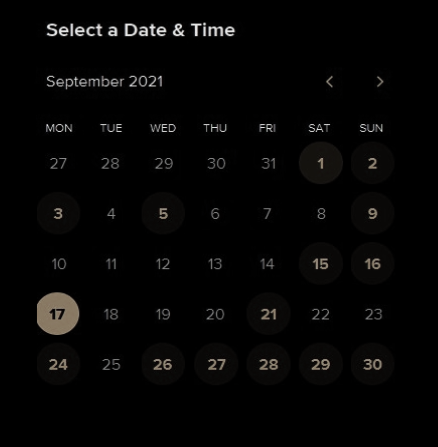 Select a Date & Time
September 2021
MON TUE WED THU FRI SAT SUN
27 28 29 30 31 1 2
3 4 5 6 7 8 9
10 11 12 13 14 15 16
17 18 19 20 21 22 23
24 25 26 27 28 29 30